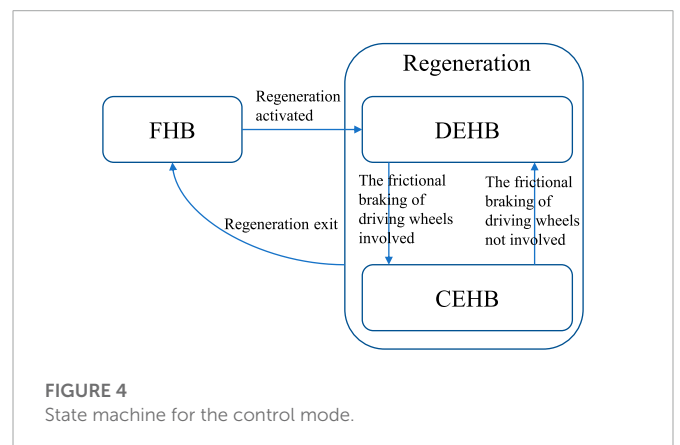 Regeneration
Regeneration
activated
FHB
DEHB
The frictional
braking of
driving wheels
involved
The frictional
braking of
driving wheels
not involved
Regeneration exit
CEHB
FIGURE 4
State machine for the control mode.